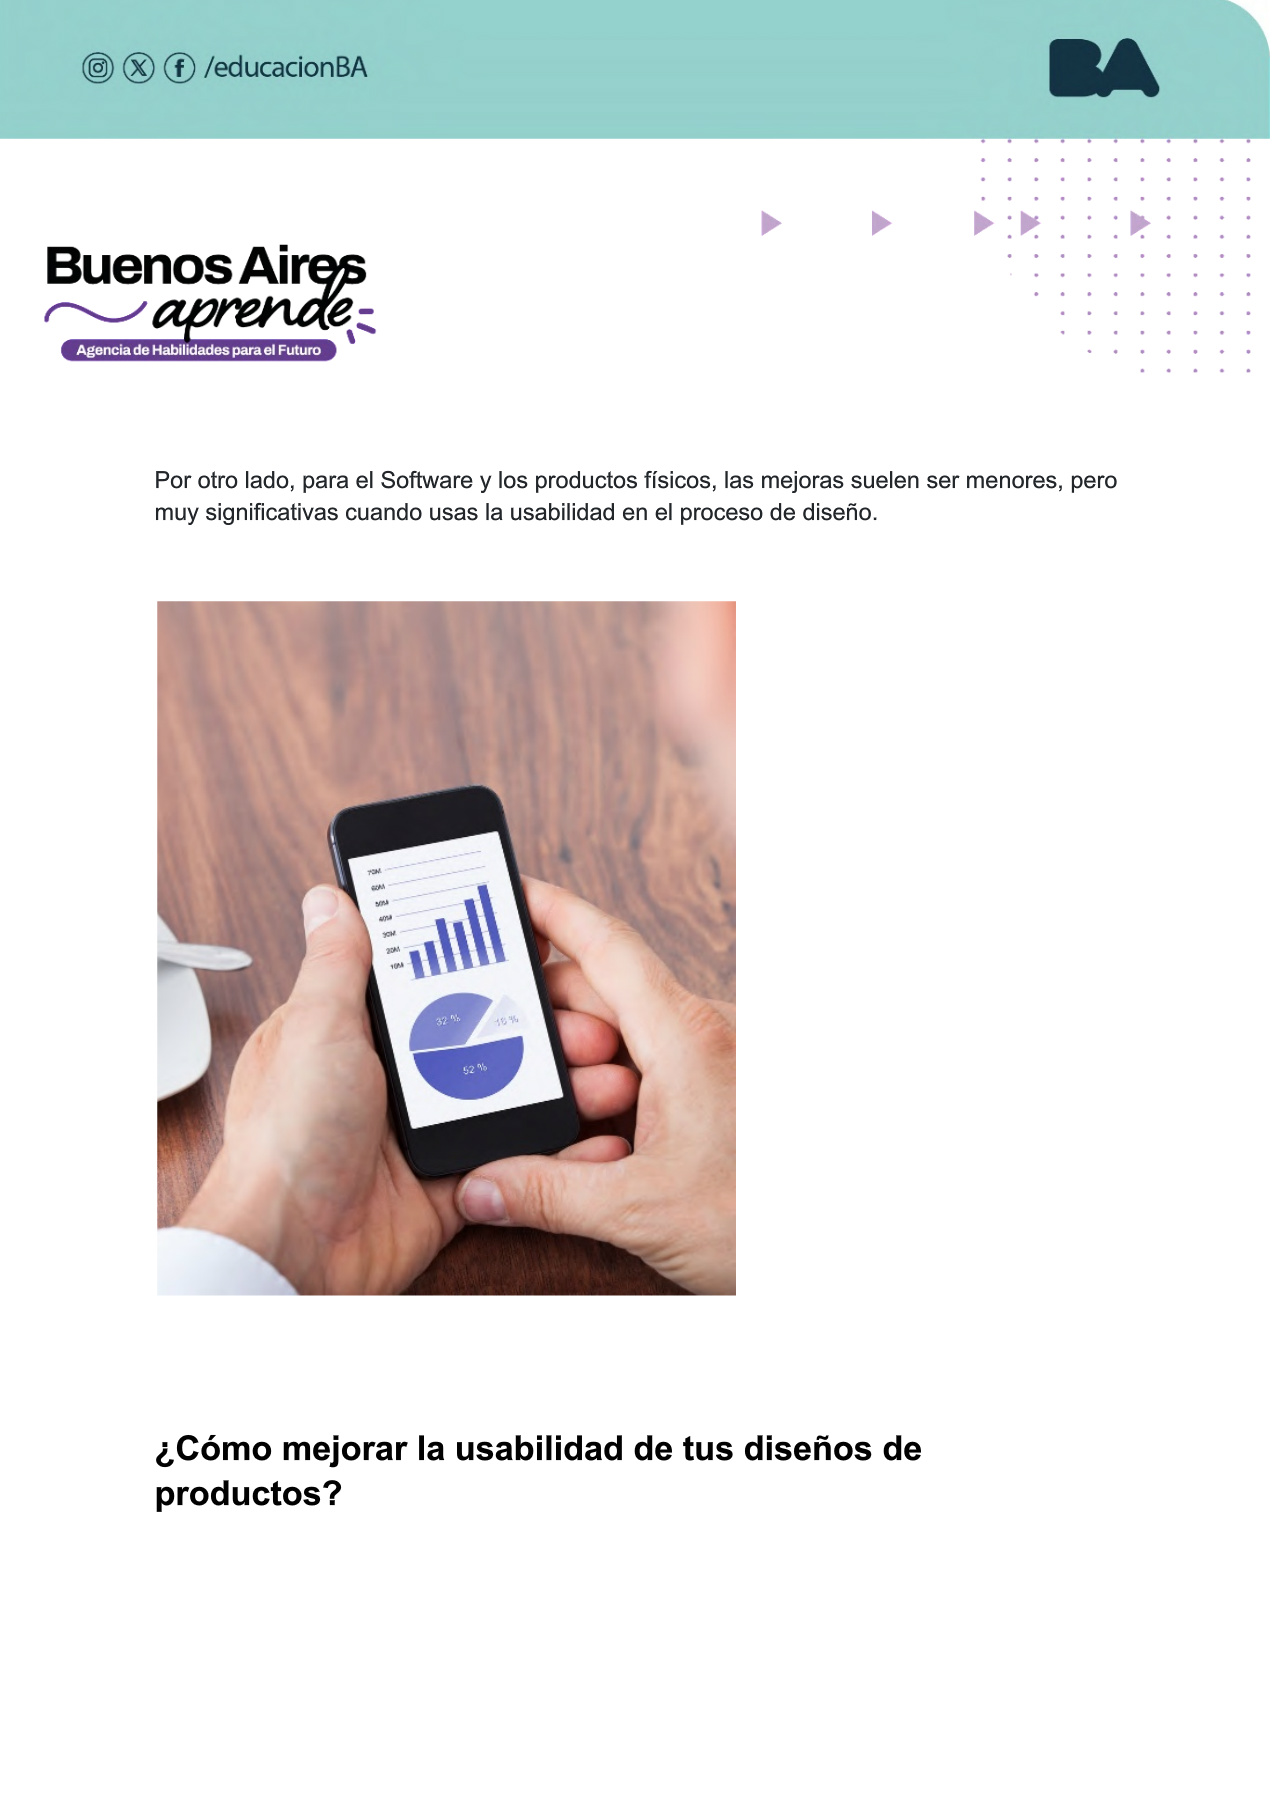 /educacionBA
BA
Buenos Aires
aprende
Agencia de Habilidades para el Futuro
Por otro lado, para el Software y los productos físicos, las mejoras suelen ser menores, pero
muy significativas cuando usas la usabilidad en el proceso de diseño.
70M
60M
50M
40M
30M
20M
10M
32 %
16 %
52 %
¿Cómo mejorar la usabilidad de tus diseños de
productos?